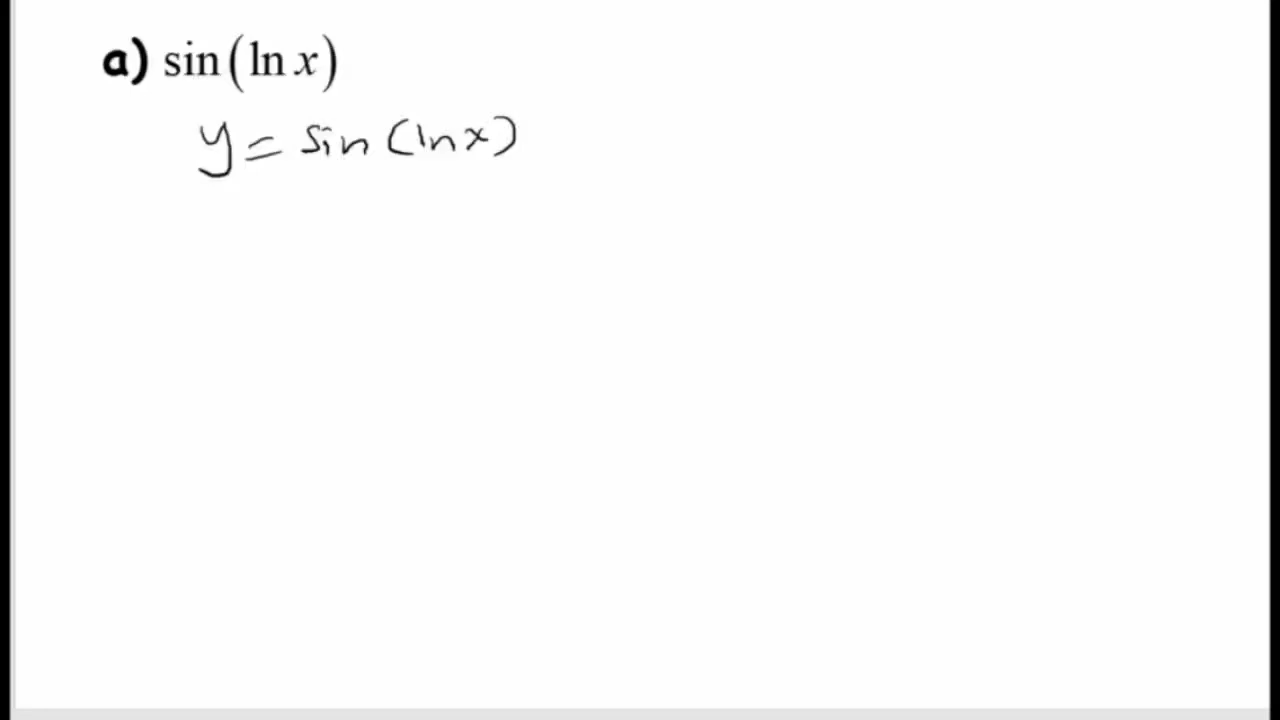 a) sin(ln x)
y = sin (ln x)